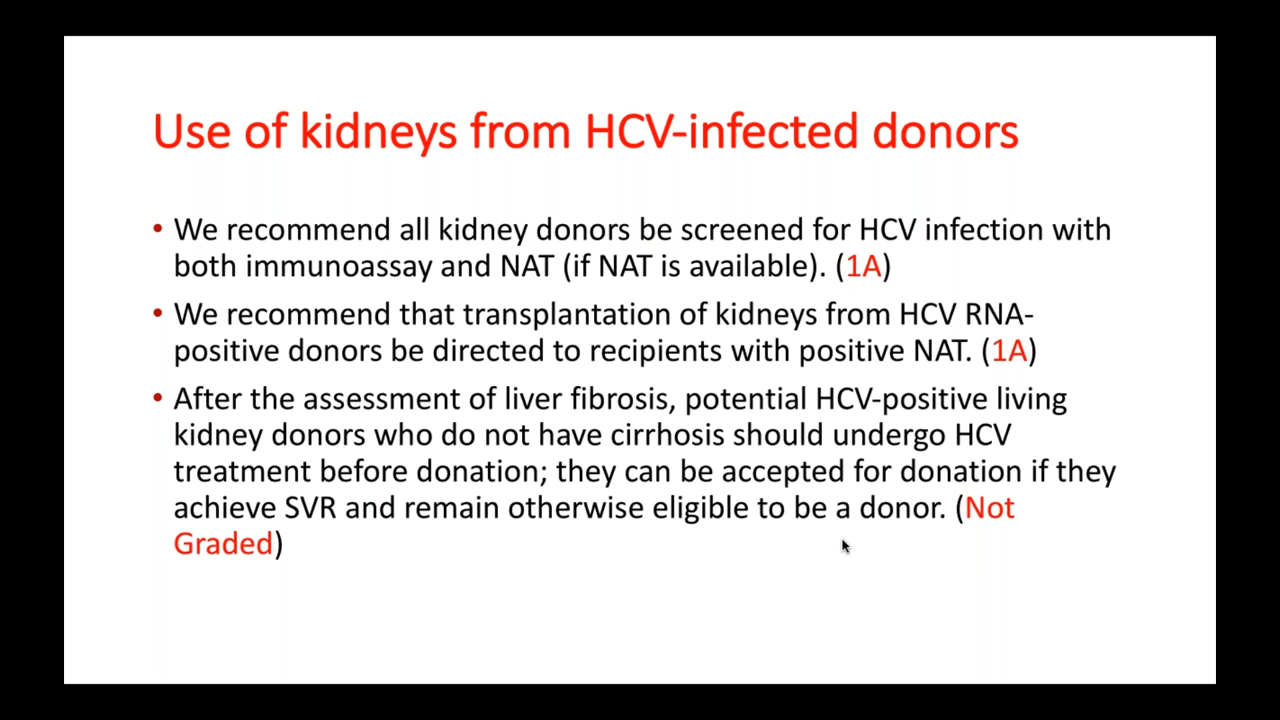 Use of kidneys from HCV-infected donors
• We recommend all kidney donors be screened for HCV infection with
both immunoassay and NAT (if NAT is available). (1A)
• We recommend that transplantation of kidneys from HCV RNA-
positive donors be directed to recipients with positive NAT. (1A)
• After the assessment of liver fibrosis, potential HCV-positive living
kidney donors who do not have cirrhosis should undergo HCV
treatment before donation; they can be accepted for donation if they
achieve SVR and remain otherwise eligible to be a donor. (Not
Graded)